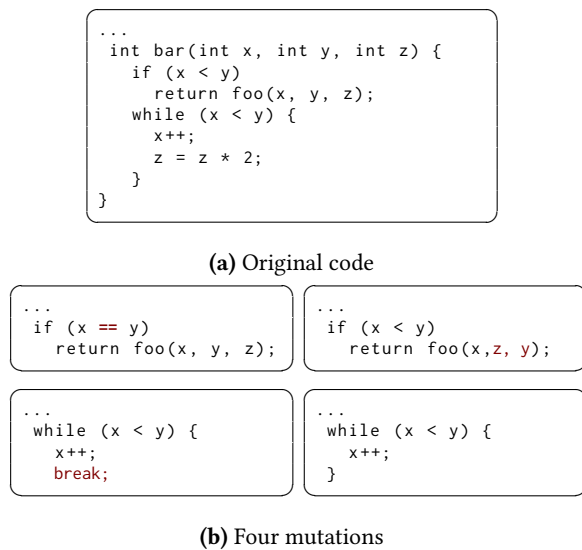 ...
int bar(int x, int y, int z) {
if (x < y)
return foo(x, y, z);
while (x < y) {
x++;
z = z * 2;
}
}
(a) Original code
...
if (x == y)
return foo(x, y, z);
...
if (x < y)
return foo(x,z, y);
...
while (x < y) {
x++;
break;
...
while (x < y) {
x++;
}
(b) Four mutations